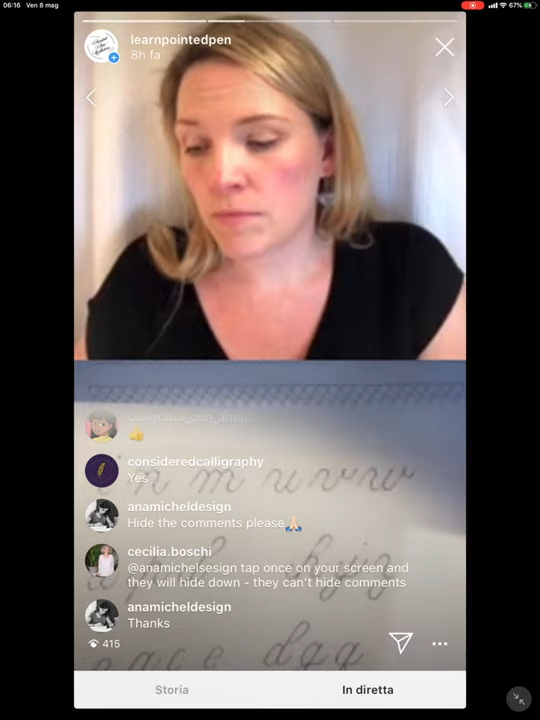 06:16 Ven 8 mag
67%
learnpointedpen
8h fa
consideredcalligraphy
Yes
anamicheldesign
Hide the comments please🙏🏻
cecilia.boschi
@anamichelsesign tap once on your screen and
they will hide down - they can't hide comments
anamicheldesign
Thanks
415
n m u v w
a c e d g q
Storia
In diretta